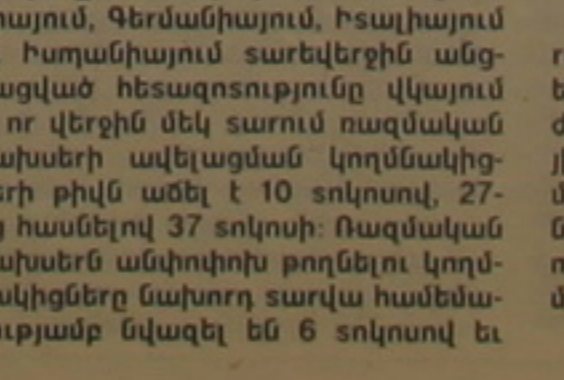 այում, Գերմանիայում, Իտալիայում
Իսպանիայում տարեվերջին անց-
ացված հետազոտությունը վկայում
որ վերջին մեկ տարում ռազմական
ախսերի ավելացման կողմնակից-
երի թիվն աճել է 10 տոկոսով, 27-
հասնելով 37 տոկոսի: Ռազմական
ախսերն անփոփոխ թողնելու կողմ-
ակիցները նախորդ տարվա համեմա-
ությամբ նվազել են 6 տոկոսով եւ